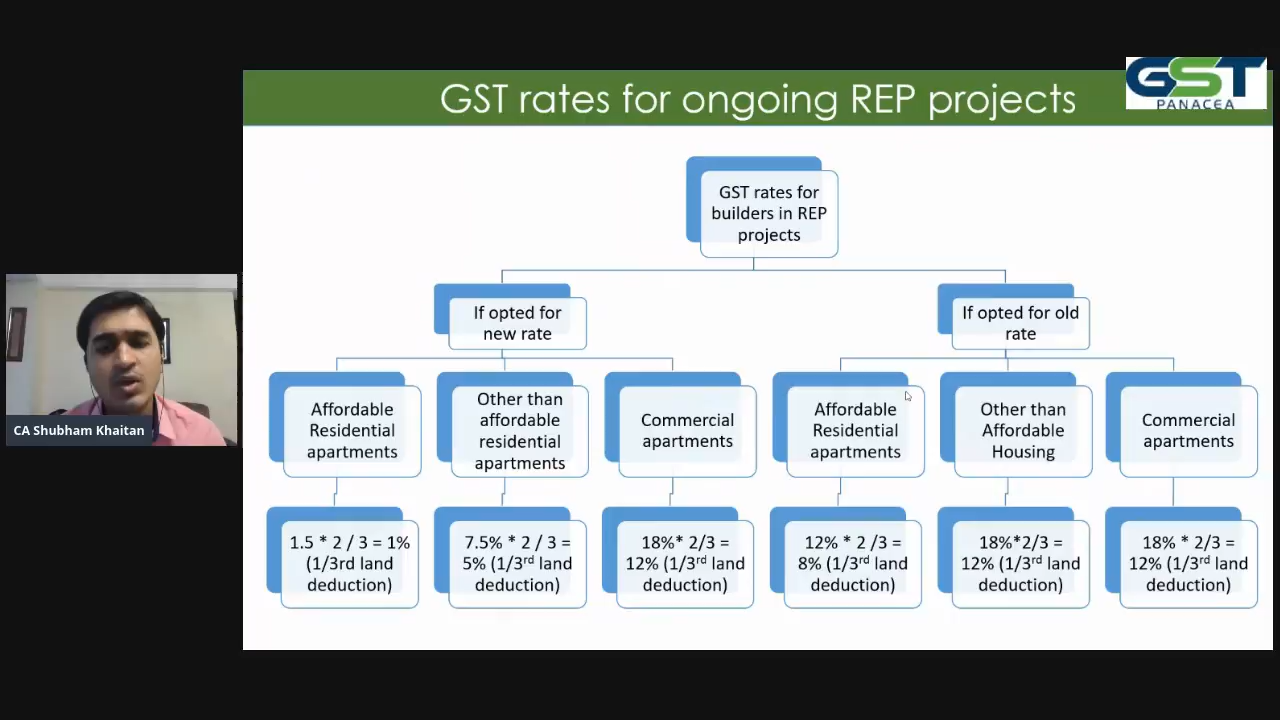 GST rates for ongoing REP projects
GST
PANACEA
GST rates for
builders in REP
projects
If opted for
new rate
If opted for old
rate
Affordable
Residential
apartments
Other than
affordable
residential
apartments
Commercial
apartments
Affordable
Residential
apartments
Other than
Affordable
Housing
Commercial
apartments
1.5 * 2 / 3 = 1%
(1/3rd land
deduction)
7.5% * 2 / 3 =
5% (1/3rd land
deduction)
18%* 2/3 =
12% (1/3rd land
deduction)
12% * 2 /3 =
8% (1/3rd land
deduction)
18%*2/3 =
12% (1/3rd land
deduction)
18% * 2/3 =
12% (1/3rd land
deduction)
CA Shubham Khaitan